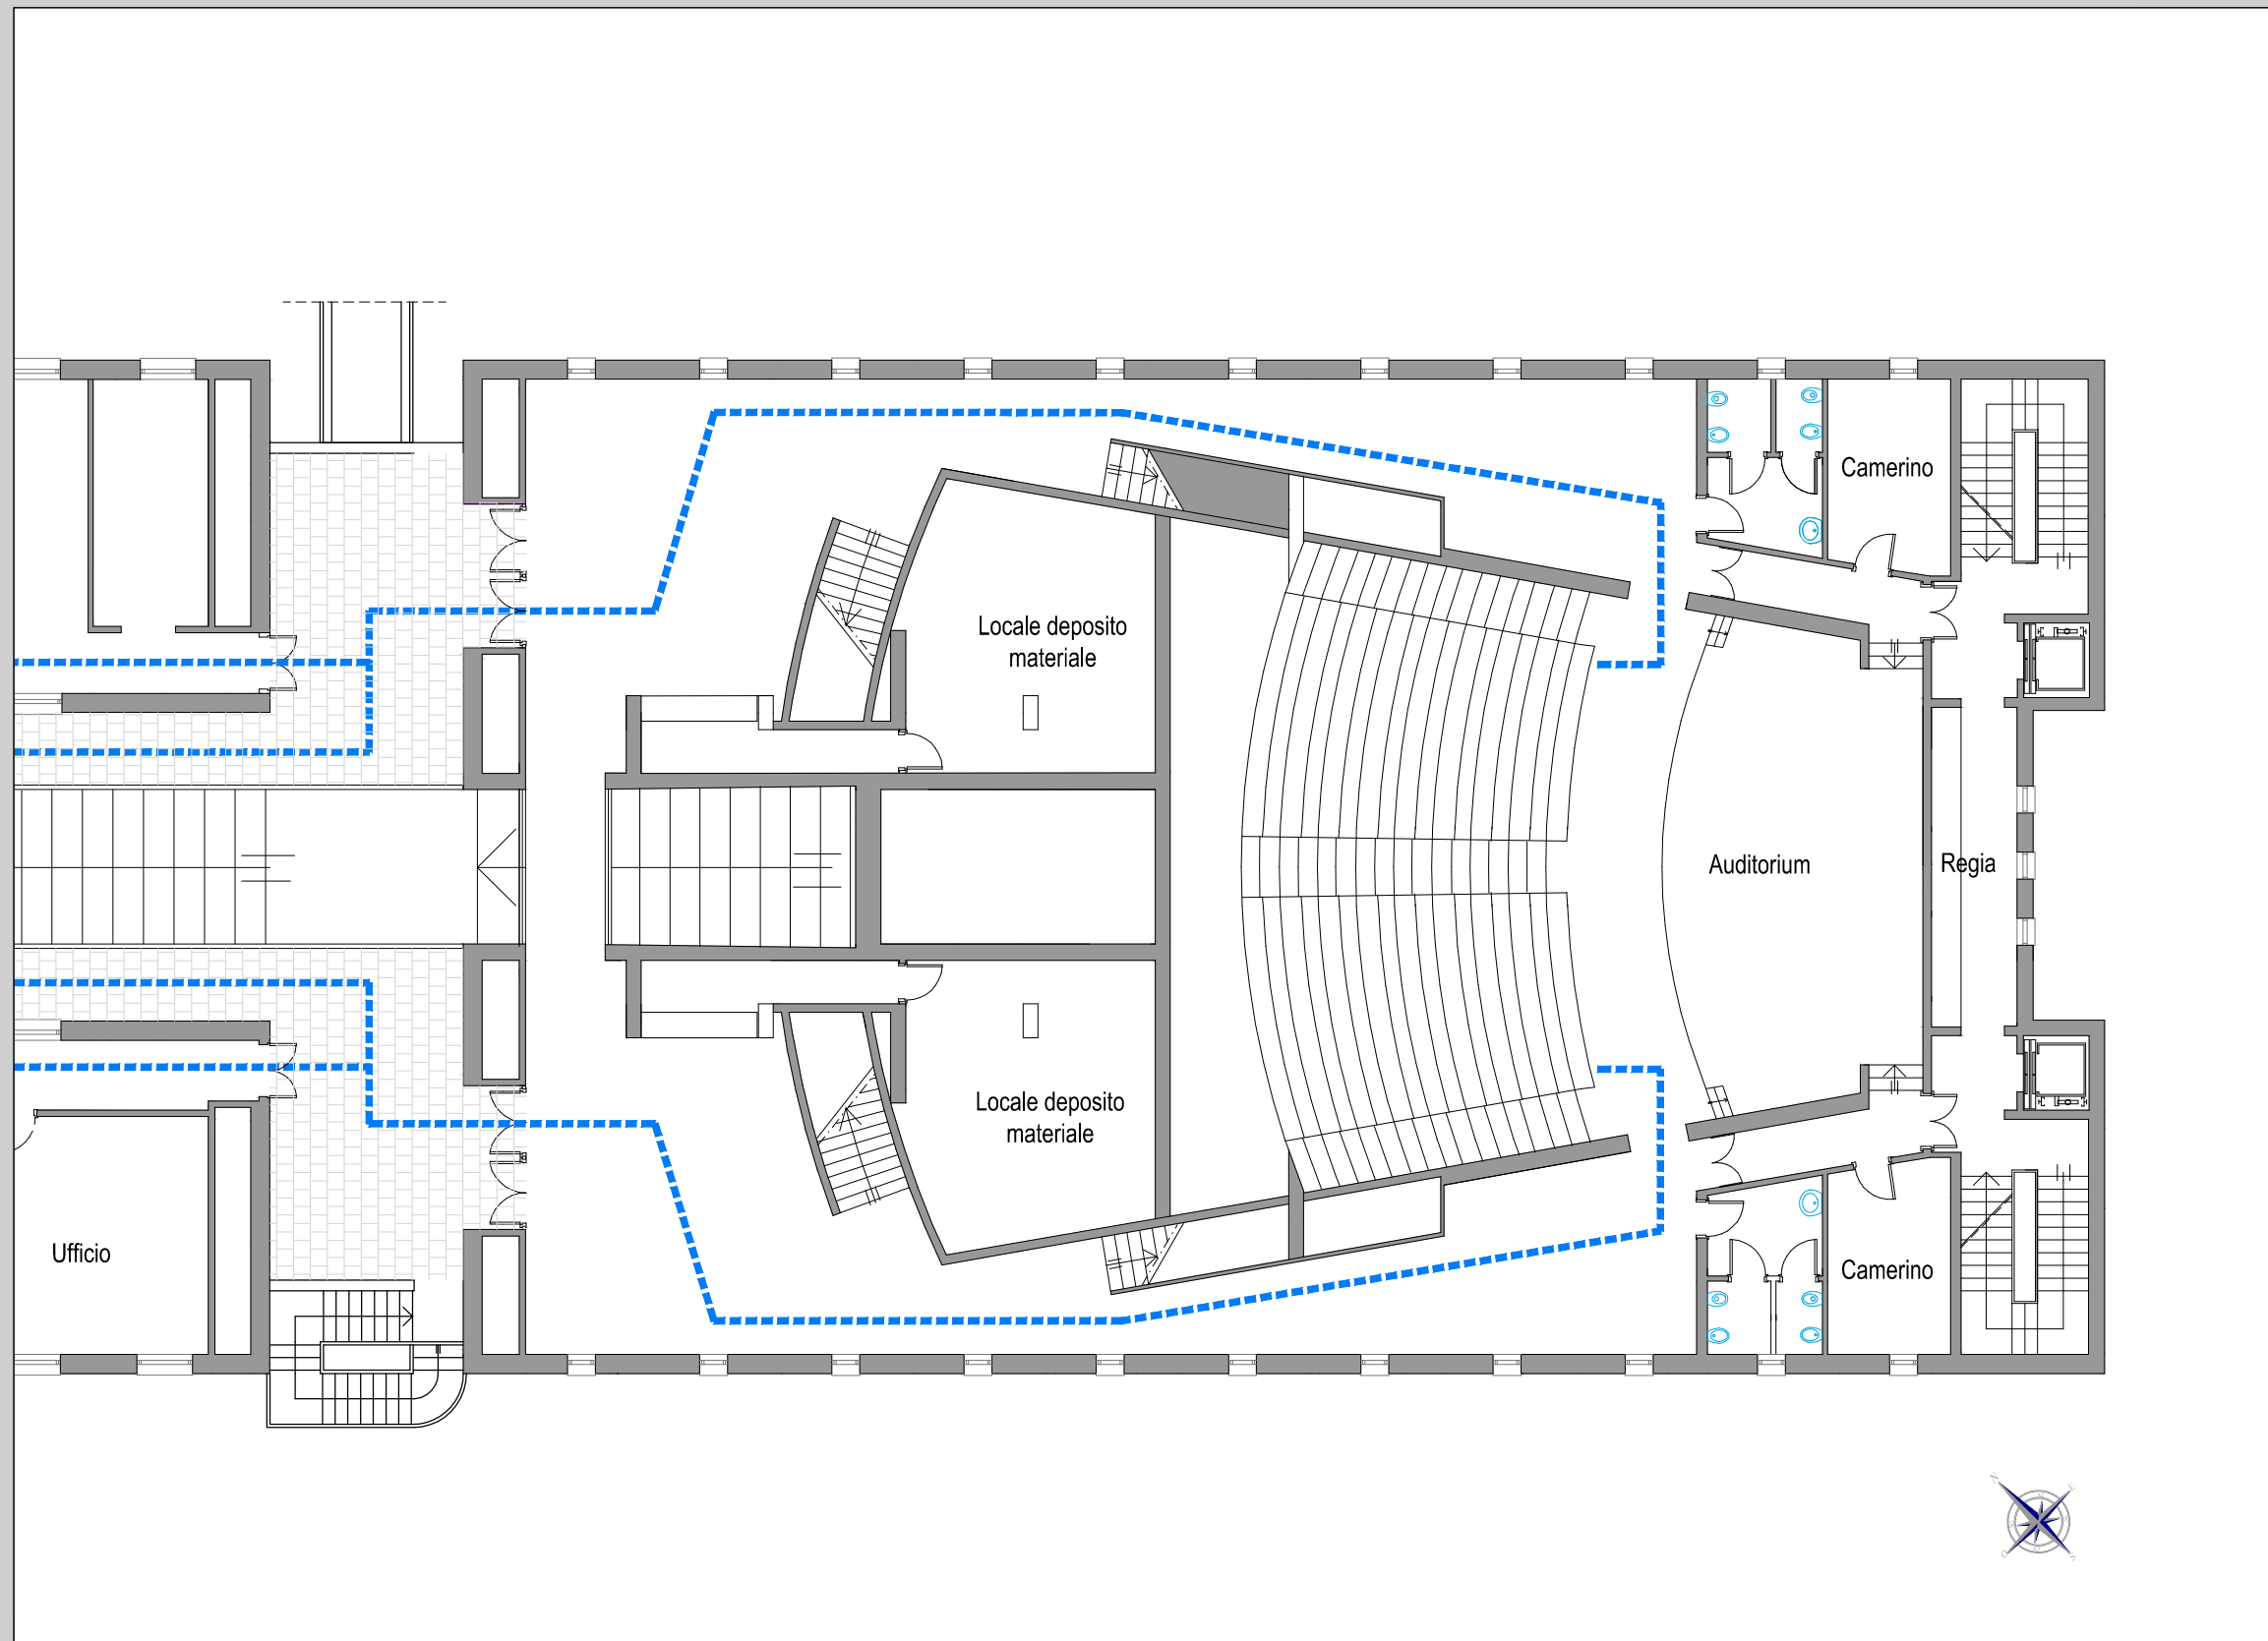 Camerino
Locale deposito
materiale
Auditorium
Regia
Locale deposito
materiale
Ufficio
Camerino
N
E
O
S